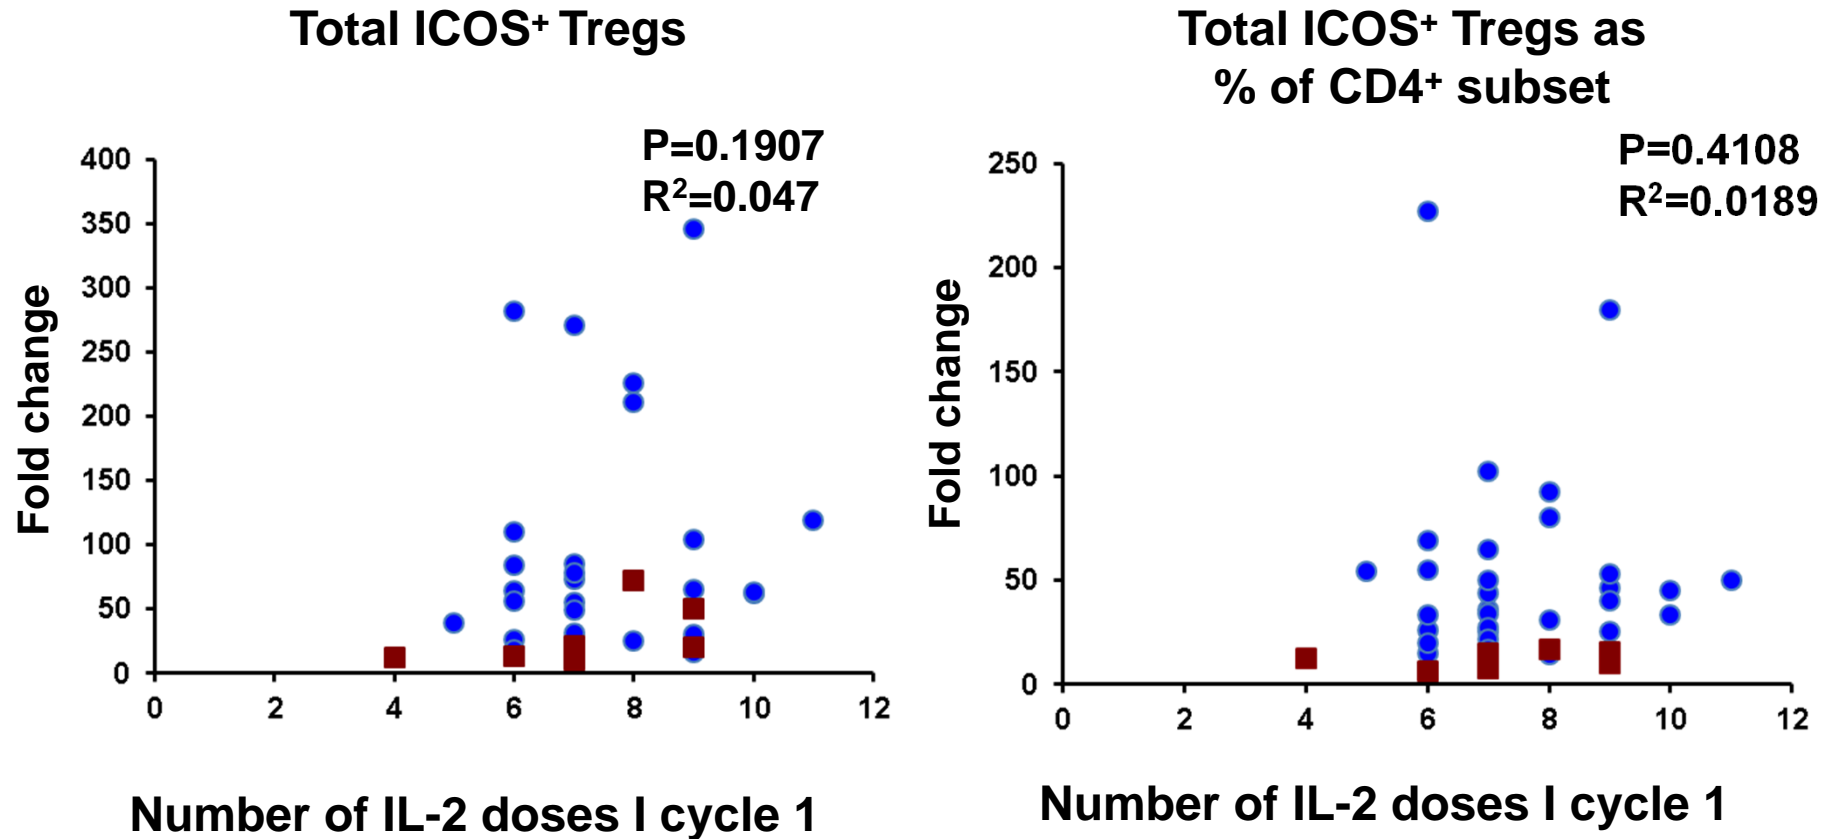 Total ICOS⁺ Tregs
P=0.1907
R²=0.047
400
350
300
250
200
150
100
50
0
Fold change
0 2 4 6 8 10 12
Number of IL-2 doses I cycle 1
Total ICOS⁺ Tregs as
% of CD4⁺ subset
P=0.4108
R²=0.0189
250
200
150
100
50
0
Fold change
0 2 4 6 8 10 12
Number of IL-2 doses I cycle 1